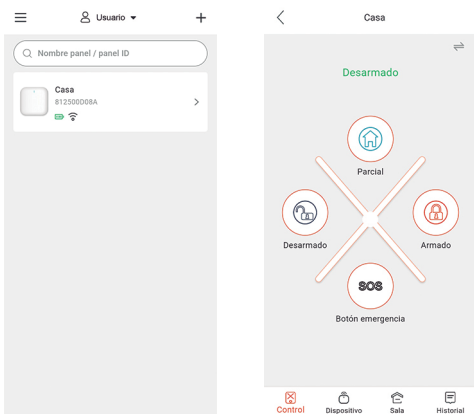 Usuario
Nombre panel / panel ID
Casa
812500D08A
Casa
Desarmado
Parcial
Desarmado
Armado
SOS
Botón emergencia
Control
Dispositivo
Sala
Historial